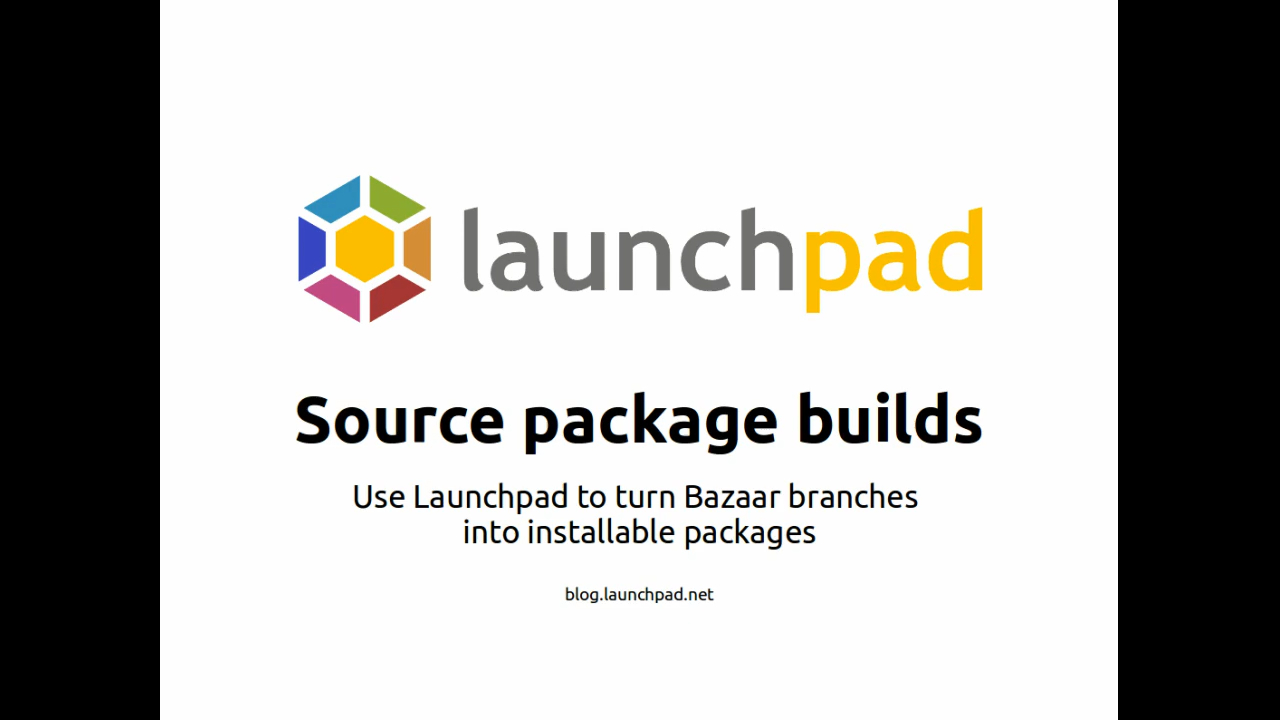 launchpad
Source package builds
Use Launchpad to turn Bazaar branches
into installable packages
blog.launchpad.net